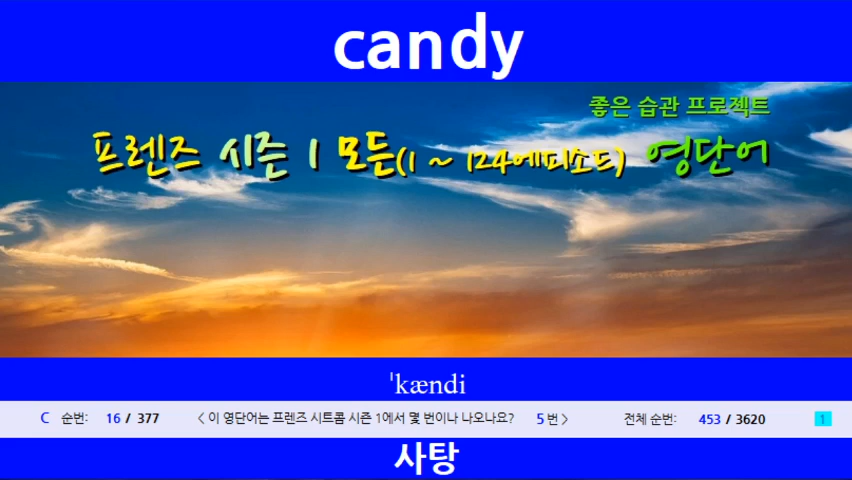 candy
좋은 습관 프로젝트
프렌즈 시즌 1 모든(1 ~ 124에피소드) 영단어
ˈkændi
C 순번: 16 / 377 < 이 영단어는 프렌즈 시트콤 시즌 1에서 몇 번이나 나오나요? 5 번 > 전체 순번: 453 / 3620 1
사탕